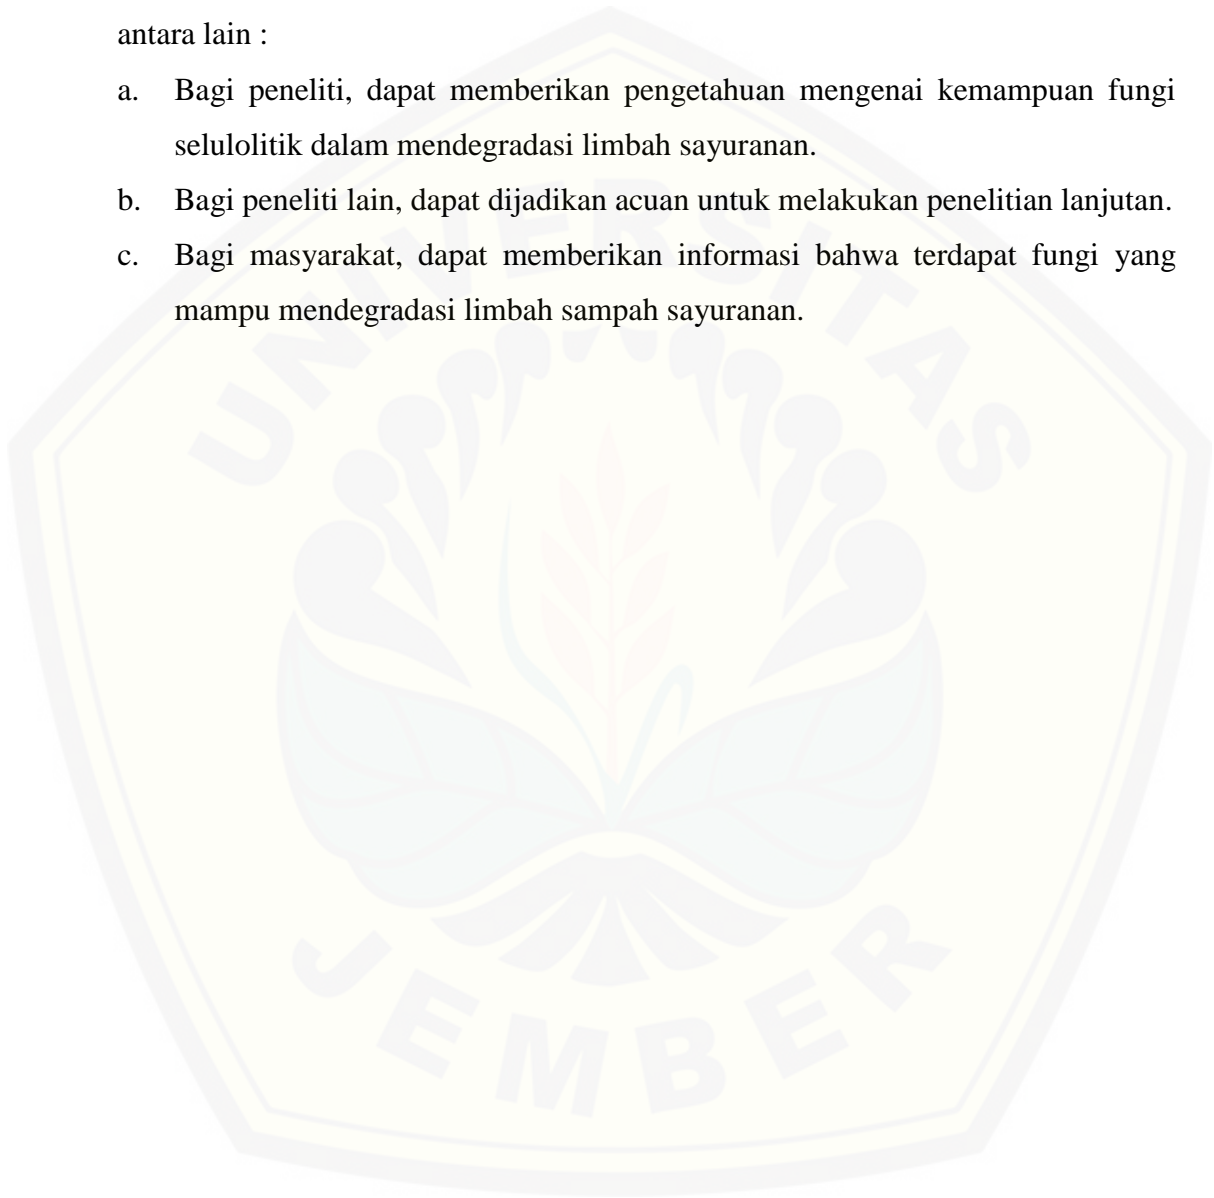 antara lain :
a. Bagi peneliti, dapat memberikan pengetahuan mengenai kemampuan fungi
selulolitik dalam mendegradasi limbah sayuranan.
b. Bagi peneliti lain, dapat dijadikan acuan untuk melakukan penelitian lanjutan.
c. Bagi masyarakat, dapat memberikan informasi bahwa terdapat fungi yang
mampu mendegradasi limbah sampah sayuranan.
UNIVERSITAS
JEMBER